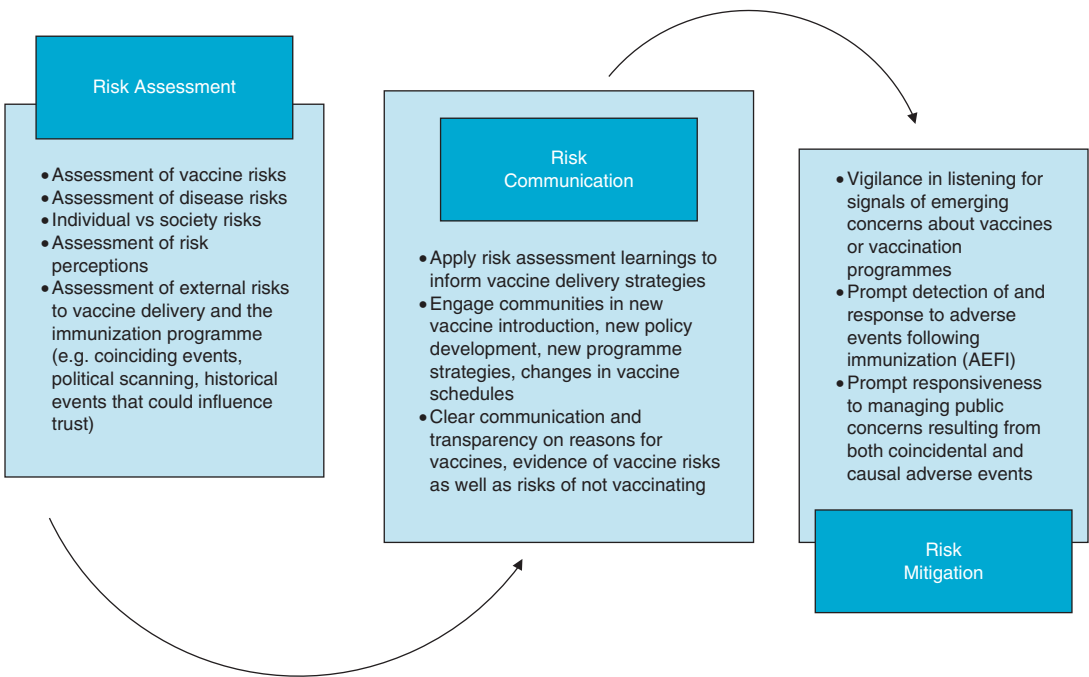 Risk Assessment
• Assessment of vaccine risks
• Assessment of disease risks
• Individual vs society risks
• Assessment of risk
perceptions
• Assessment of external risks
to vaccine delivery and the
immunization programme
(e.g. coinciding events,
political scanning, historical
events that could influence
trust)
Risk
Communication
• Apply risk assessment learnings to
inform vaccine delivery strategies
• Engage communities in new
vaccine introduction, new policy
development, new programme
strategies, changes in vaccine
schedules
• Clear communication and
transparency on reasons for
vaccines, evidence of vaccine risks
as well as risks of not vaccinating
• Vigilance in listening for
signals of emerging
concerns about vaccines
or vaccination
programmes
• Prompt detection of and
response to adverse
events following
immunization (AEFI)
• Prompt responsiveness
to managing public
concerns resulting from
both coincidental and
causal adverse events
Risk
Mitigation